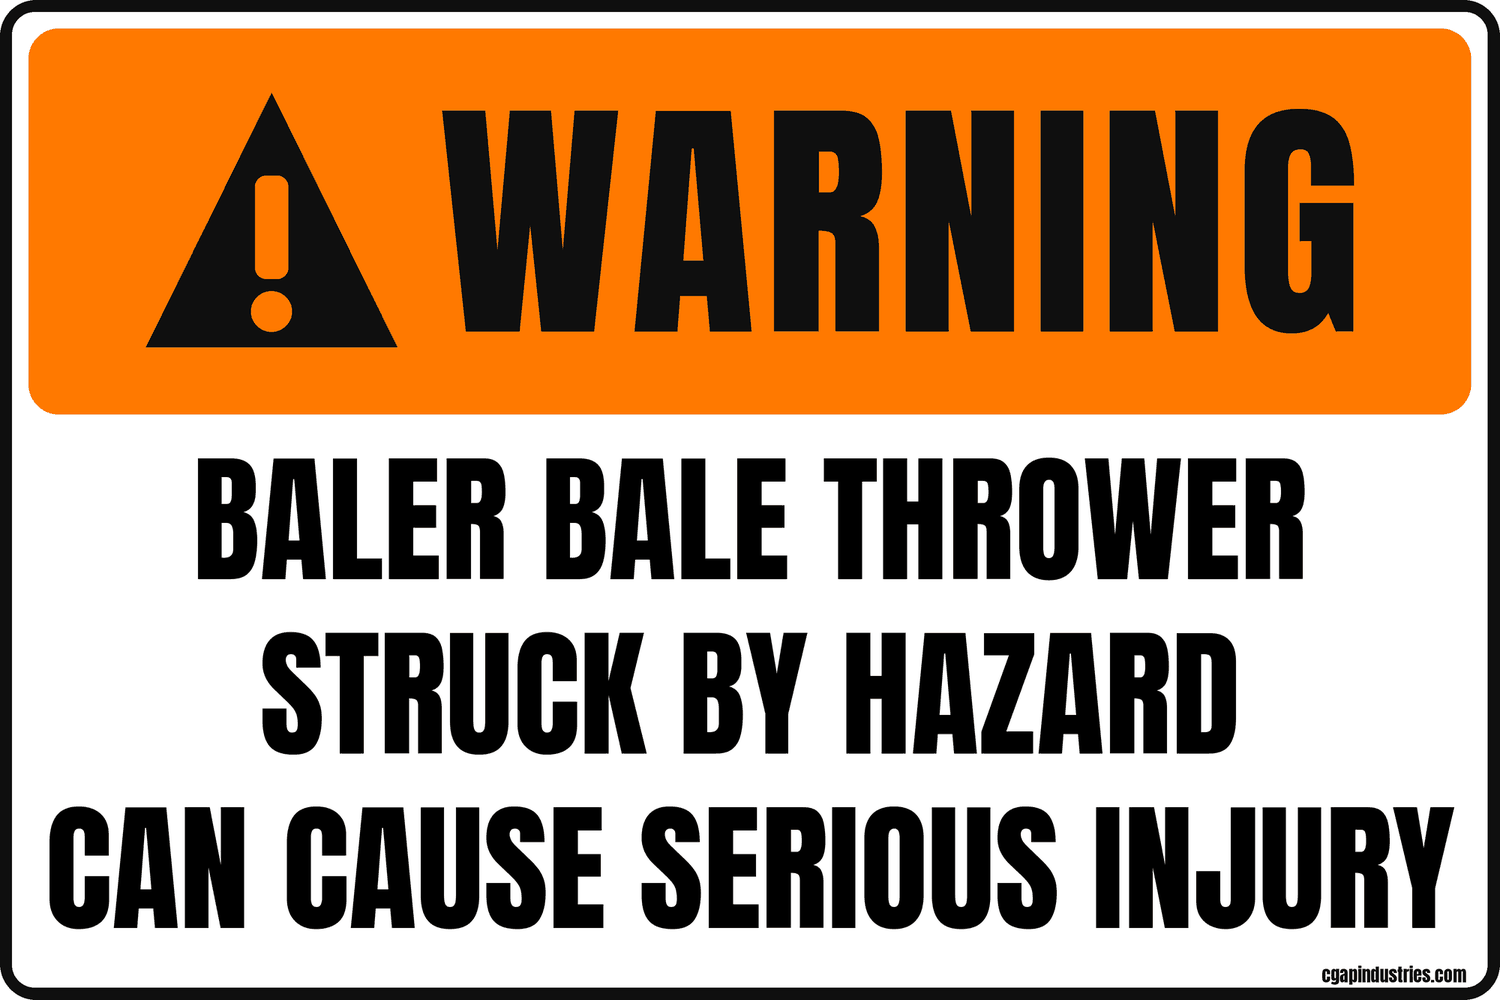 WARNING
BALER BALE THROWER
STRUCK BY HAZARD
CAN CAUSE SERIOUS INJURY
cgapindustries.com